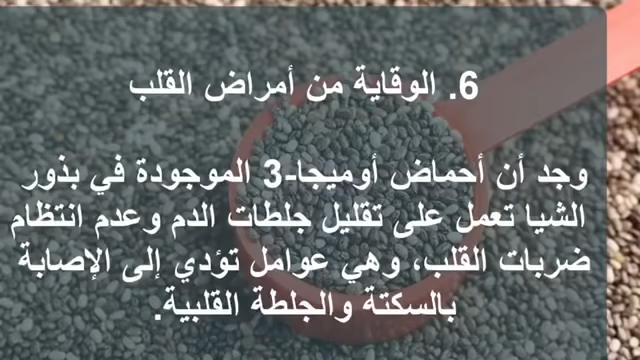 6. الوقاية من أمراض القلب
وجد أن أحماض أوميجا-3 الموجودة في بذور
الشيا تعمل على تقليل جلطات الدم وعدم انتظام
ضربات القلب، وهي عوامل تؤدي إلى الإصابة
بالسكتة والجلطة القلبية.